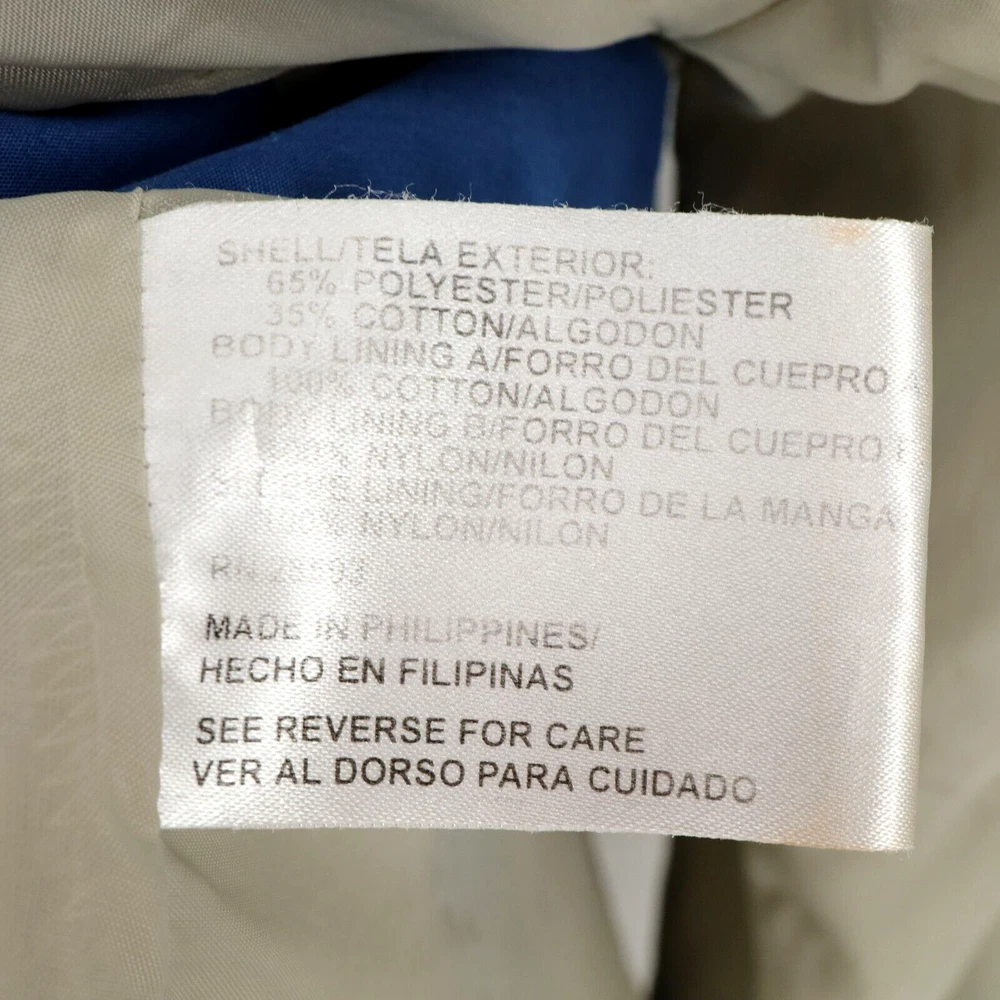 SHELL/TELA EXTERIOR:
65% POLYESTER/POLIESTER
35% COTTON/ALGODON
BODY LINING A/FORRO DEL CUEPRO
100% COTTON/ALGODON
BODY LINING B/FORRO DEL CUEPRO
NYLON/NILON
LINING/FORRO DE LA MANGA
NYLON/NILON
RN
MADE IN PHILIPPINES/
HECHO EN FILIPINAS
SEE REVERSE FOR CARE
VER AL DORSO PARA CUIDADO